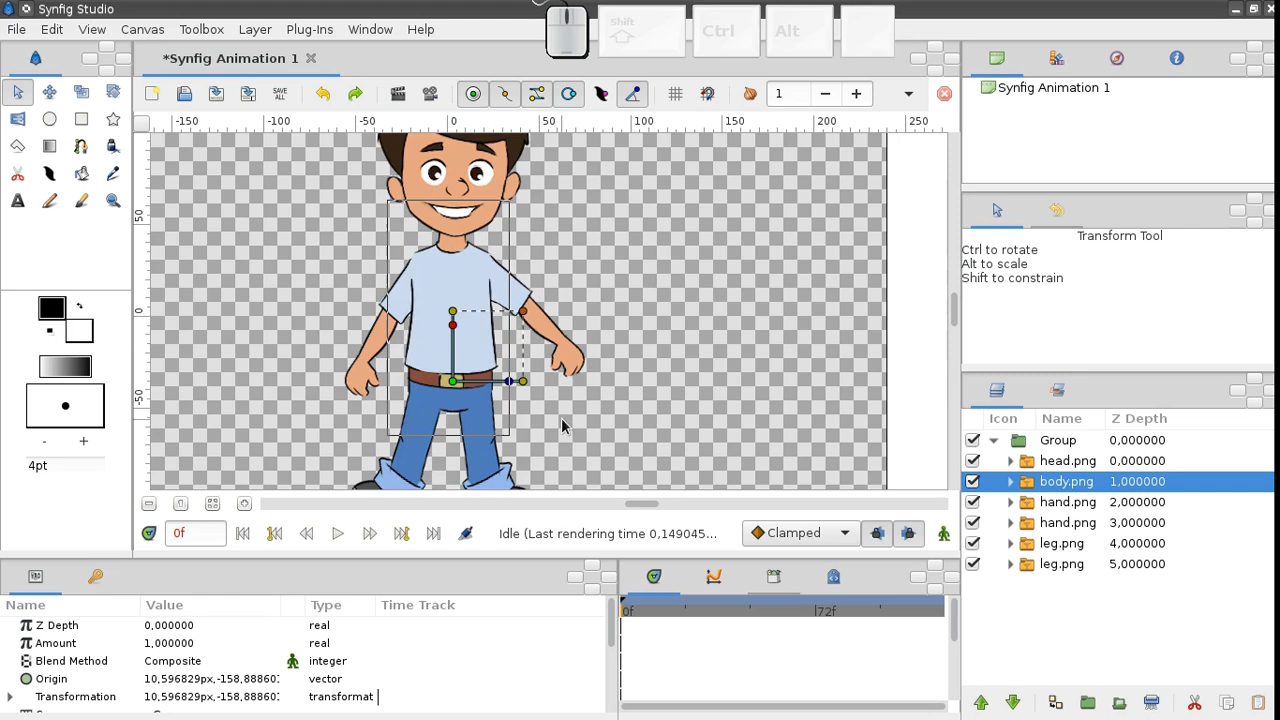 Synfig Studio
File Edit View Canvas Toolbox Layer Plug-Ins Window Help
Shift Ctrl Alt
*Synfig Animation 1
SAVE ALL
1
-150 -100 -50 0 50 100 150 200 250
50
0
-50
4pt
Synfig Animation 1
Transform Tool
Ctrl to rotate
Alt to scale
Shift to constrain
Icon Name Z Depth
Group 0,000000
head.png 0,000000
body.png 1,000000
hand.png 2,000000
hand.png 3,000000
leg.png 4,000000
leg.png 5,000000
0f Idle (Last rendering time 0,149045... Clamped
Name Value Type Time Track
Z Depth 0,000000 real
Amount 1,000000 real
Blend Method Composite integer
Origin 10,596829px,-158,88860 vector
Transformation 10,596829px,-158,88860 transformat
0f 72f